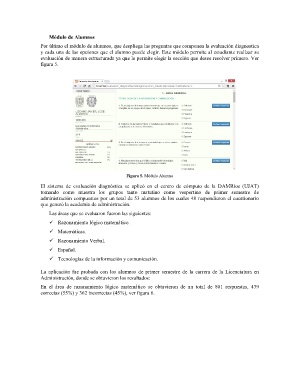 Módulo de Alumnos
Por último el módulo de alumnos, que despliega las preguntas que componen la evaluación diagnostica
y cada una de las opciones que el alumno puede elegir. Este módulo permite al estudiante realizar su
evaluación de manera estructurada ya que le permite elegir la sección que desea resolver primero. Ver
figura 5.
Figura 5. Módulo Alumno
El sistema de evaluación diagnóstica se aplicó en el centro de cómputo de la DAMRíos (UJAT)
tomando como muestra los grupos tanto matutino como vespertino de primer semestre de
administración compuestos por un total de 53 alumnos de los cuales 48 respondieron el cuestionario
que generó la academia de administración.
Las áreas que se evaluaron fueron las siguientes:
✓ Razonamiento lógico matemático
✓ Matemáticas.
✓ Razonamiento Verbal.
✓ Español.
✓ Tecnologías de la información y comunicación.
La aplicación fue probada con los alumnos de primer semestre de la carrera de la Licenciatura en
Administración, donde se obtuvieron los resultados:
En el área de razonamiento lógico matemático se obtuvieron de un total de 801 respuestas, 439
correctas (55%) y 362 incorrectas (45%), ver figura 6.